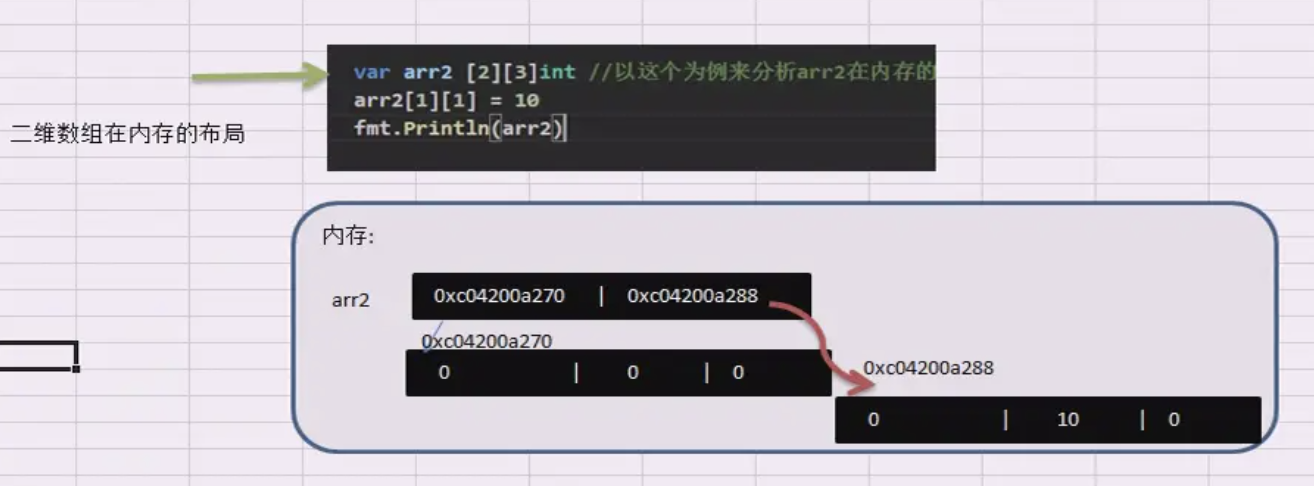 var arr2 [2][3]int //以这个为例来分析arr2在内存的
arr2[1][1] = 10
fmt.Println(arr2)
二维数组在内存的布局
内存:
arr2
0xc04200a270 | 0xc04200a288
0xc04200a270
0 | 0 | 0
0xc04200a288
0 | 10 | 0